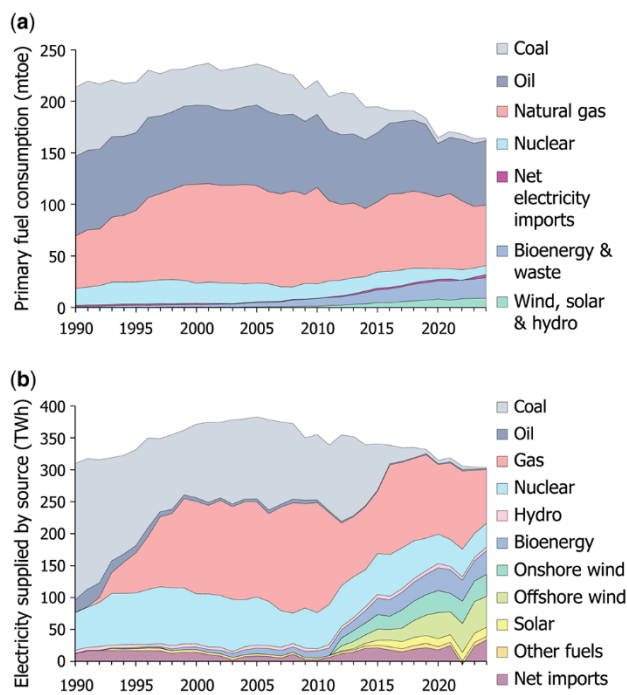 (a)
250
200
150
100
50
0
Primary fuel consumption (mtoe)
1990 1995 2000 2005 2010 2015 2020
Coal
Oil
Natural gas
Nuclear
Net
electricity
imports
Bioenergy &
waste
Wind, solar
& hydro
(b)
400
350
300
250
200
150
100
50
0
Electricity supplied by source (TWh)
1990 1995 2000 2005 2010 2015 2020
Coal
Oil
Gas
Nuclear
Hydro
Bioenergy
Onshore wind
Offshore wind
Solar
Other fuels
Net imports